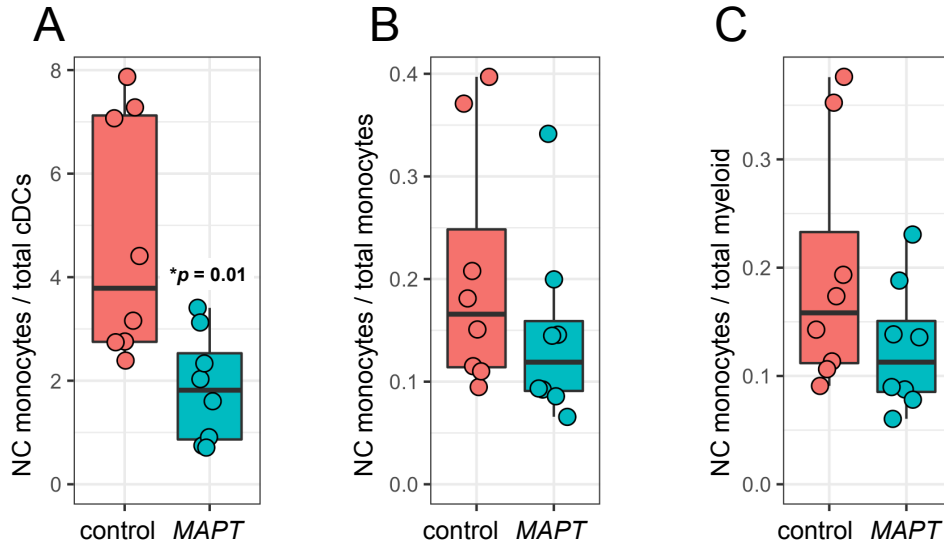 A
NC monocytes / total cDCs
8
6
4
2
0
*p = 0.01
control MAPT
B
NC monocytes / total monocytes
0.4
0.3
0.2
0.1
0.0
control MAPT
C
NC monocytes / total myeloid
0.3
0.2
0.1
0.0
control MAPT